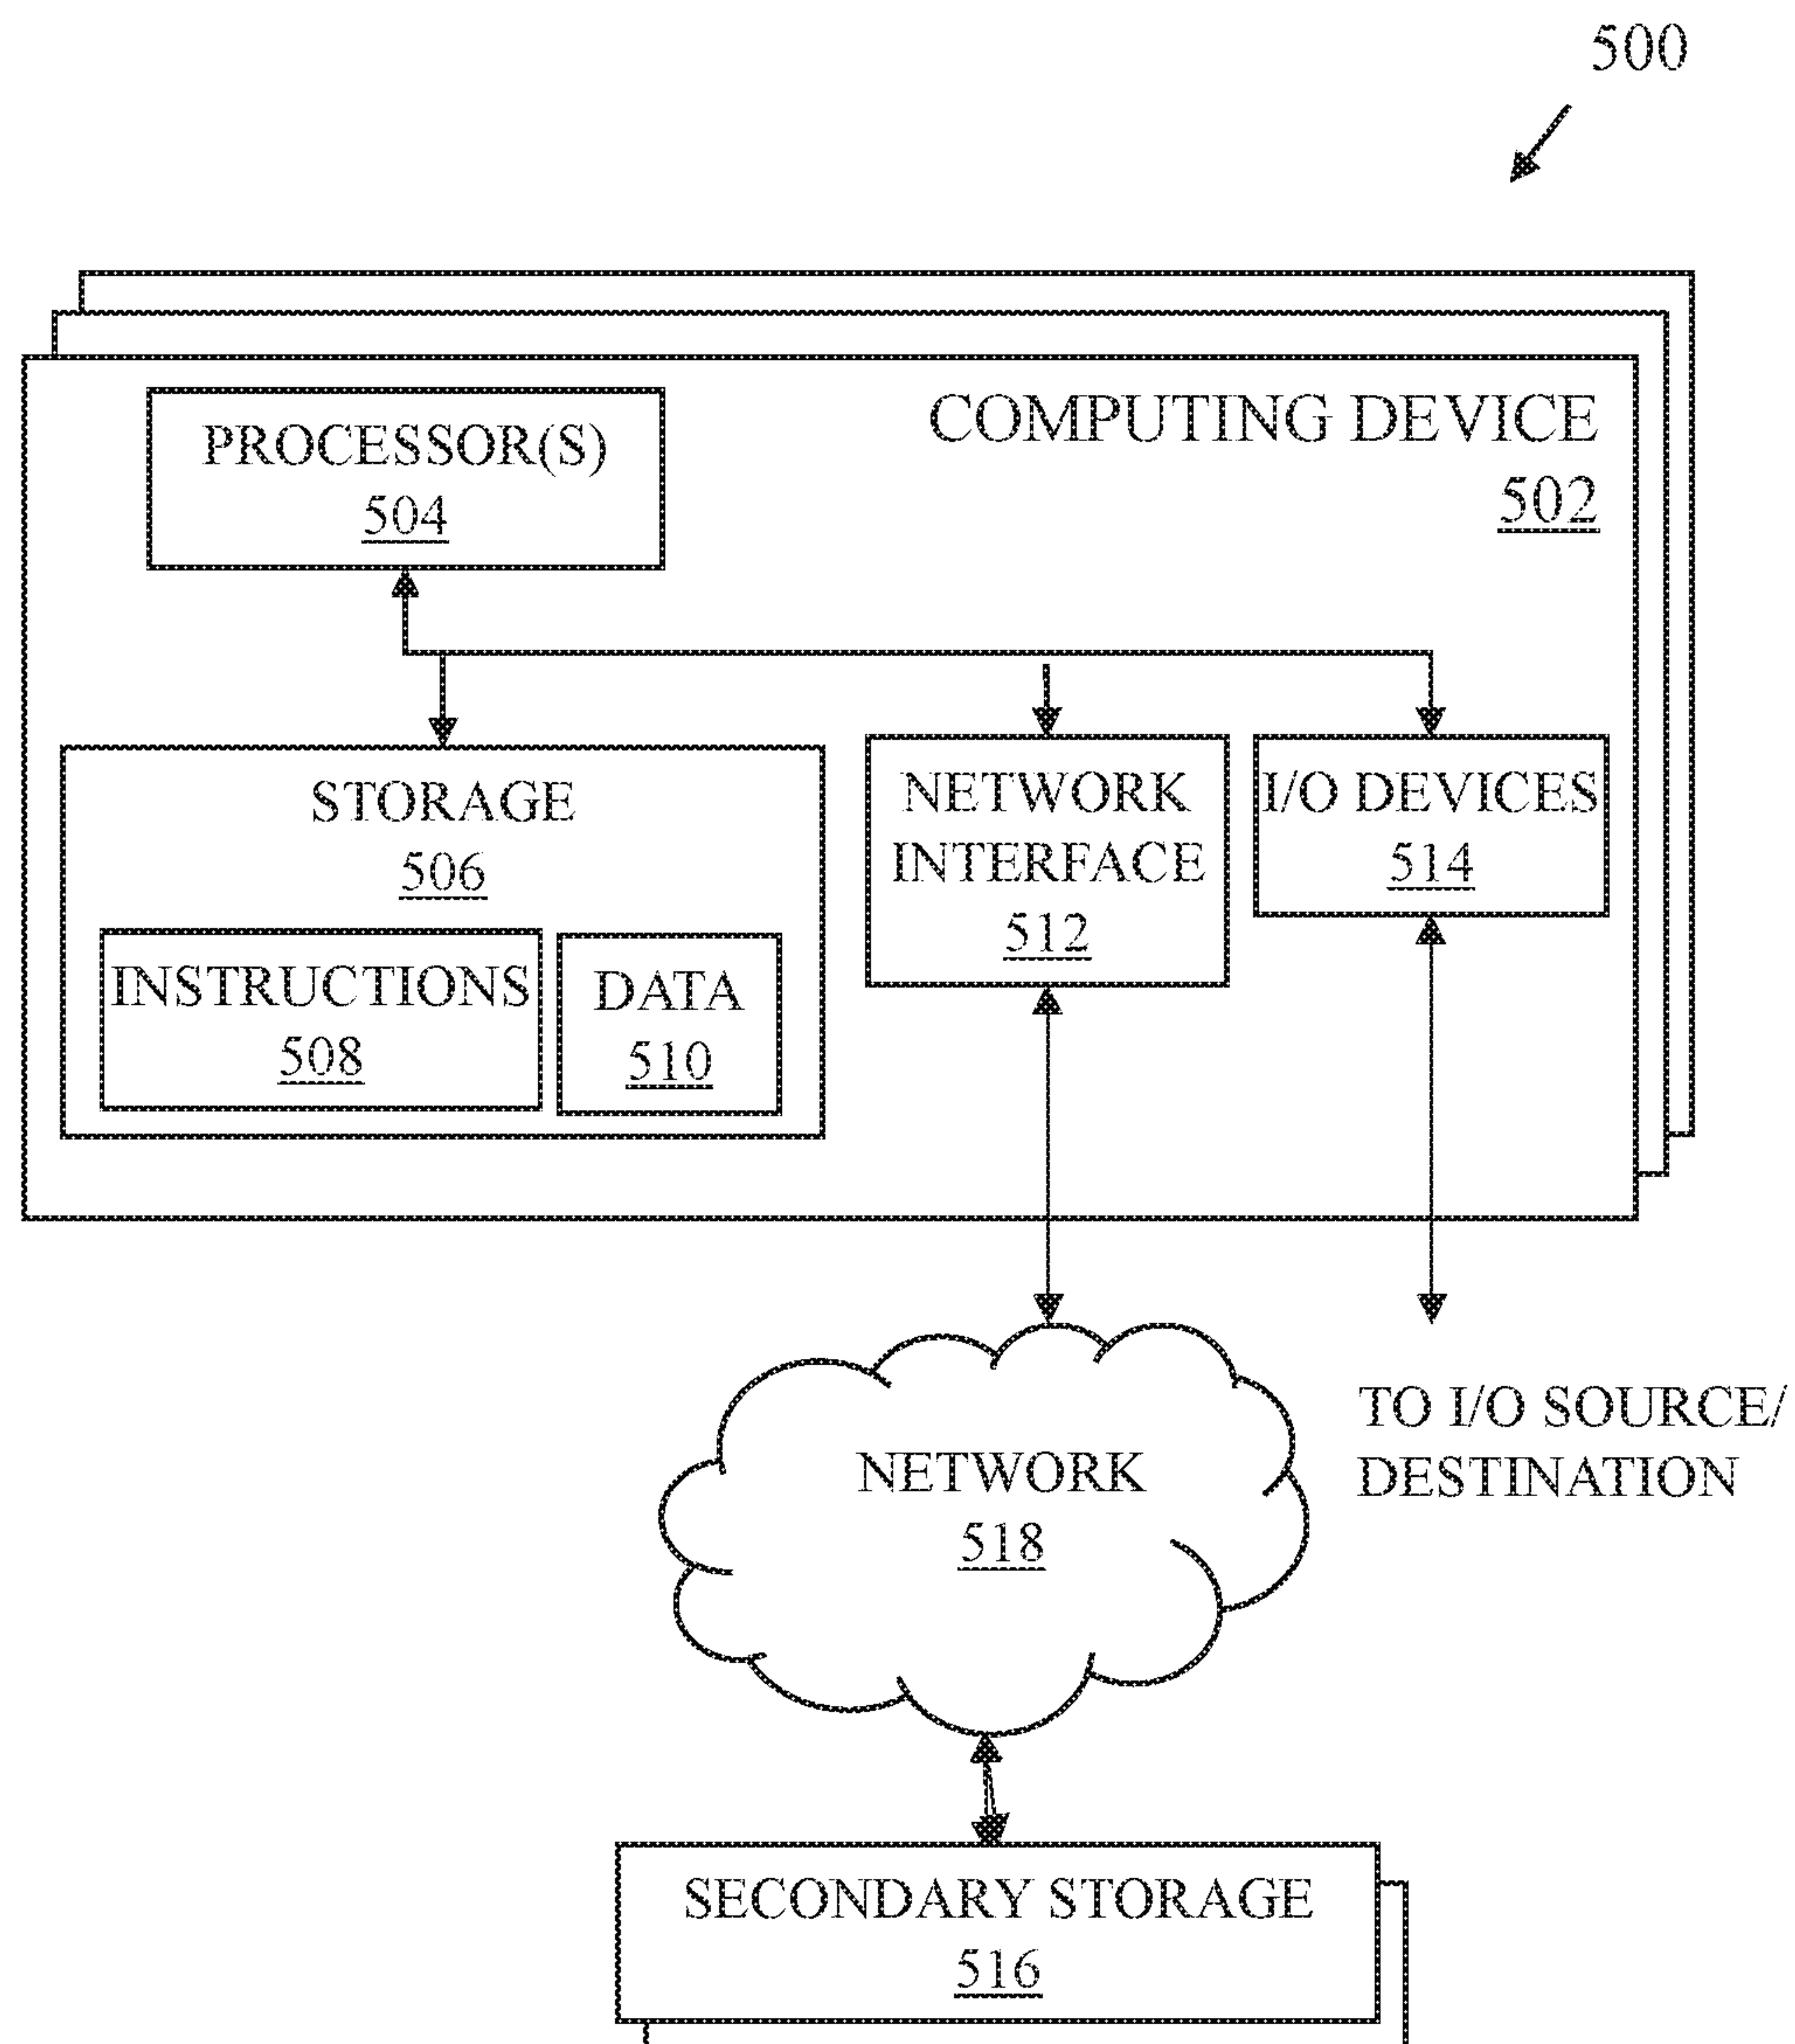 500
COMPUTING DEVICE
502
PROCESSOR(S)
504
STORAGE
506
INSTRUCTIONS
508
DATA
510
NETWORK
INTERFACE
512
I/O DEVICES
514
NETWORK
518
TO I/O SOURCE/
DESTINATION
SECONDARY STORAGE
516